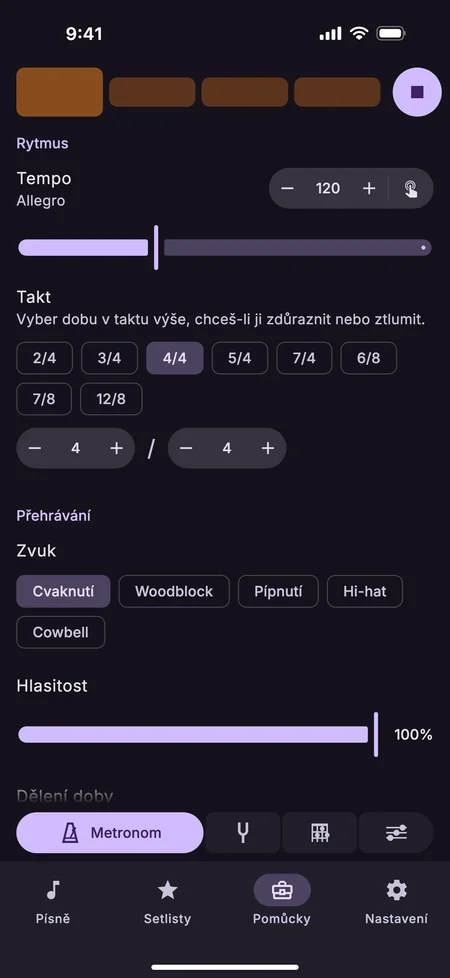 9:41
Rytmus
Tempo
Allegro
− 120 +
Takt
Vyber dobu v taktu výše, chceš-li ji zdůraznit nebo ztlumit.
2/4 3/4 4/4 5/4 7/4 6/8
7/8 12/8
− 4 + / − 4 +
Přehrávání
Zvuk
Cvaknutí Woodblock Pípnutí Hi-hat
Cowbell
Hlasitost
100%
Dělení doby
Metronom
Písně Setlisty Pomůcky Nastavení